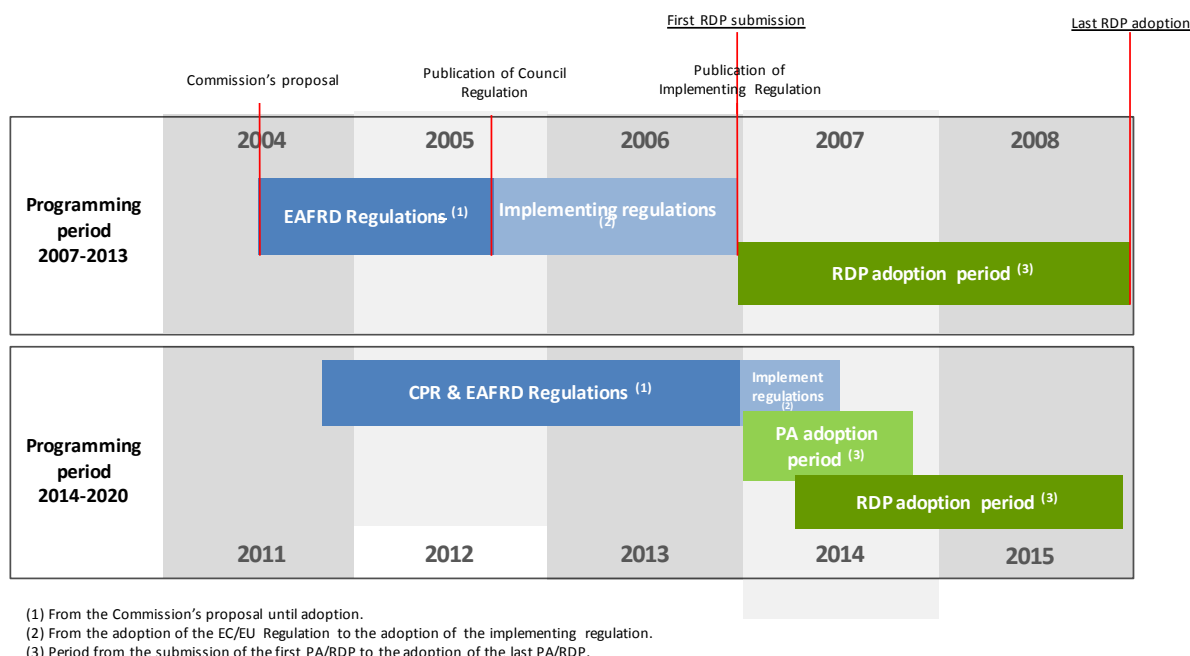 First RDP submission
Last RDP adoption
Commission's proposal
Publication of Council
Regulation
Publication of
Implementing Regulation
2004
2005
2006
2007
2008
Programming
period
2007-2013
EAFRD Regulations (1)
Implementing regulations
(2)
RDP adoption period (3)
Programming
period
2014-2020
CPR & EAFRD Regulations (1)
Implement
regulations
(2)
PA adoption
period (3)
RDP adoption period (3)
2011
2012
2013
2014
2015
(1) From the Commission's proposal until adoption.
(2) From the adoption of the EC/EU Regulation to the adoption of the implementing regulation.
(3) Period from the submission of the first PA/RDP to the adoption of the last PA/RDP.